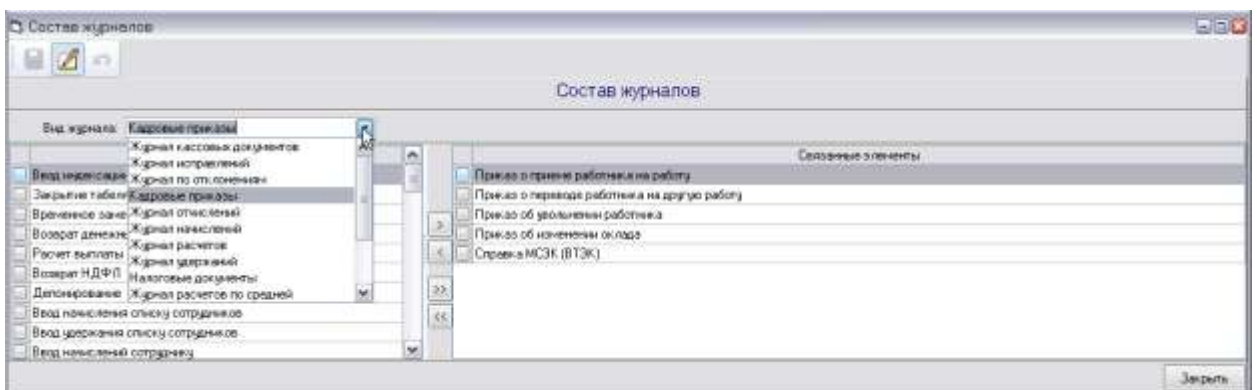 Состав журналов
Состав журналов
Вид журнала: Кадровые приказы
Журнал кассовых документов
Журнал исправлений
Журнал по отклонениям
Кадровые приказы
Журнал отчислений
Журнал начислений
Журнал расчетов
Журнал удержаний
Налоговые документы
Журнал расчетов по средней
Ввод индексации
Закрытие
Временное
Возврат
Расчет выплаты
Возврат НДФЛ
Депонирование
Ввод начисления списку сотрудников
Ввод удержания списку сотрудников
Ввод начислений сотруднику
>
<
>>
<<
Связанные элементы
Приказ о приеме работника на работу
Приказ о переводе работника на другую работу
Приказ об увольнении работника
Приказ об изменении оклада
Справка МСЭК (ВТЭК)
Закрыть